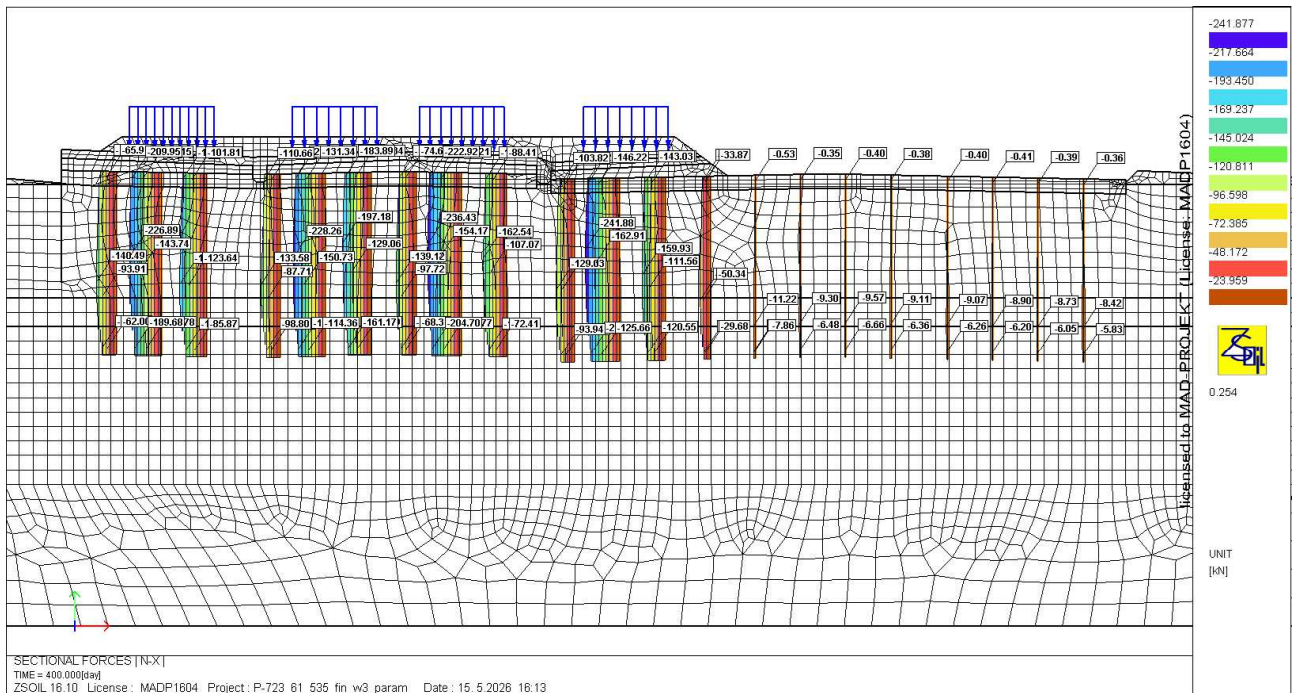 -241.877
-217.664
-193.450
-169.237
-145.024
-120.811
-96.598
-72.385
-48.172
-23.959
0.254
UNIT
[kN]
licensed to MAD-PROJEKT (License: MADP1604)
-65.9 -209.95 -101.81 -110.66 -131.34 -183.89 -74.6 -222.92 -88.41 -103.82 -146.22 -143.03 -33.87 -0.53 -0.35 -0.40 -0.38 -0.40 -0.41 -0.39 -0.36
-197.18 -236.43
-226.89 -228.26 -154.17 -162.54 -241.88
-143.74 -129.06 -107.07 -162.91
-140.49 -123.64 -133.58 -150.73 -139.12 -159.93
-93.91 -87.71 -97.72 -129.03 -111.56 -50.34
-11.22 -9.30 -9.57 -9.11 -9.07 -8.90 -8.73 -8.42
-189.68 -85.87 -98.80 -114.36 -161.17 -68.3 -204.70 -72.41 -93.94 -125.66 -120.55 -29.68 -7.86 -6.48 -6.66 -6.36 -6.26 -6.20 -6.05 -5.83
SECTIONAL FORCES | N-X |
TIME = 400.000[day]
ZSOIL 16.10 License : MADP1604 Project : P-723_61_535_fin_w3_param Date : 15. 5.2026 16:13